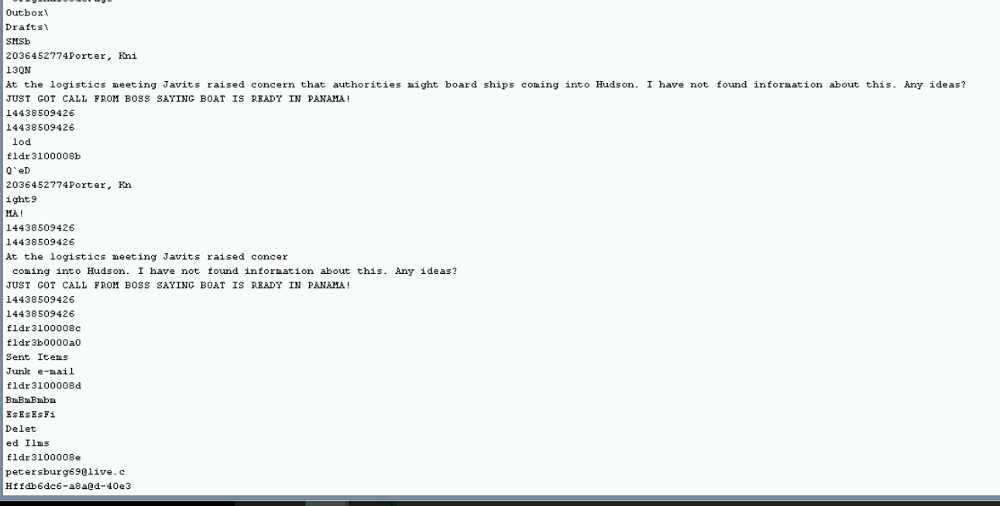 Outbox\
Drafts\
SMSb
2036452774Porter, Kni
13QN
At the logistics meeting Javits raised concern that authorities might board ships coming into Hudson. I have not found information about this. Any ideas?
JUST GOT CALL FROM BOSS SAYING BOAT IS READY IN PANAMA!
14438509426
14438509426
 lod
fldr3100008b
Q`eD
2036452774Porter, Kn
ight9
MA!
14438509426
14438509426
At the logistics meeting Javits raised concer
 coming into Hudson. I have not found information about this. Any ideas?
JUST GOT CALL FROM BOSS SAYING BOAT IS READY IN PANAMA!
14438509426
14438509426
fldr3100008c
fldr3b0000a0
Sent Items
Junk e-mail
fldr3100008d
BmBmBmbm
EsEsEsFi
Delet
ed Ilms
fldr3100008e
petersburg69@live.c
Hffdb6dc6-a8a@d-40e3